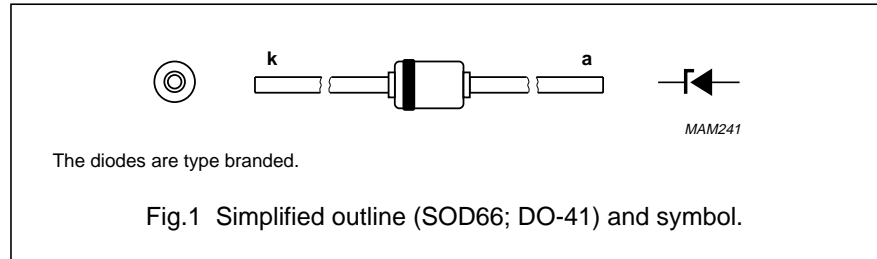 k
a
MAM241
The diodes are type branded.
Fig.1 Simplified outline (SOD66; DO-41) and symbol.